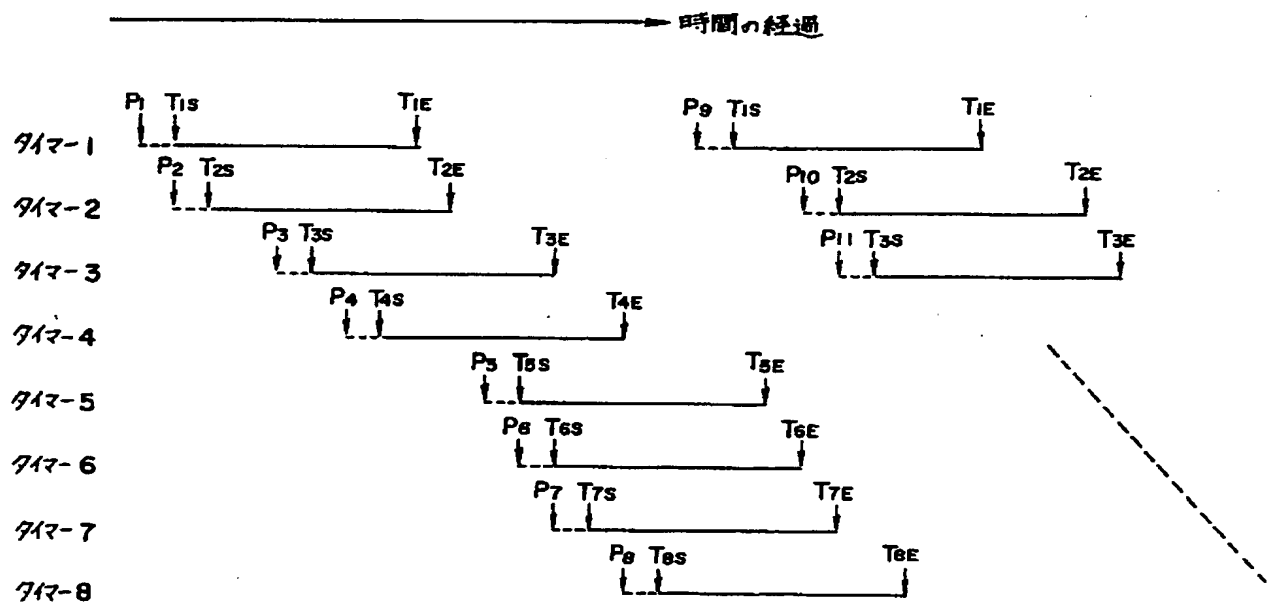 時間の経過
P1 T1S T1E P9 T1S T1E
タイマー1
P2 T2S T2E P10 T2S T2E
タイマー2
P3 T3S T3E P11 T3S T3E
タイマー3
P4 T4S T4E
タイマー4
P5 T5S T5E
タイマー5
P6 T6S T6E
タイマー6
P7 T7S T7E
タイマー7
P8 T8S T8E
タイマー8